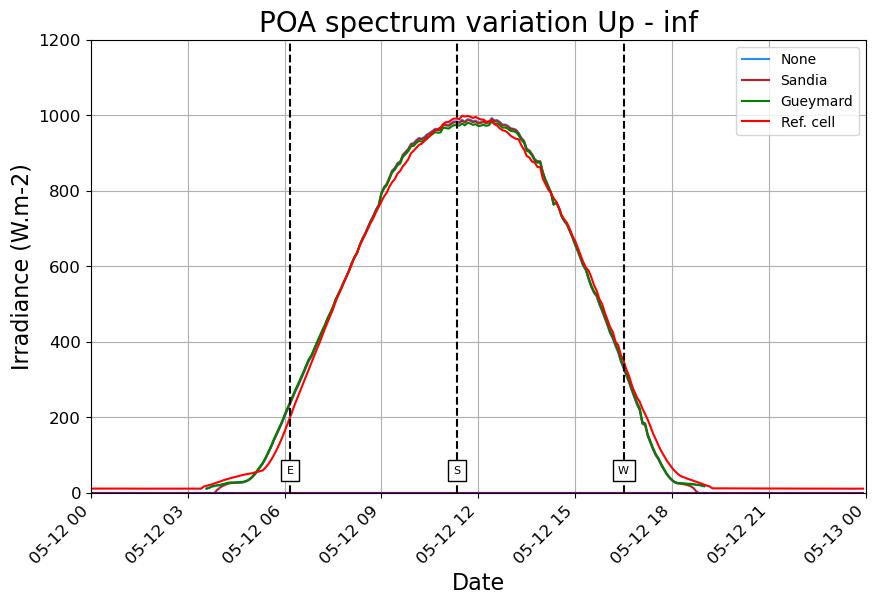 POA spectrum variation Up - inf
1200
1000
800
600
400
200
0
Irradiance (W.m-2)
None
Sandia
Gueymard
Ref. cell
E
S
W
05-12 00
05-12 03
05-12 06
05-12 09
05-12 12
05-12 15
05-12 18
05-12 21
05-13 00
Date